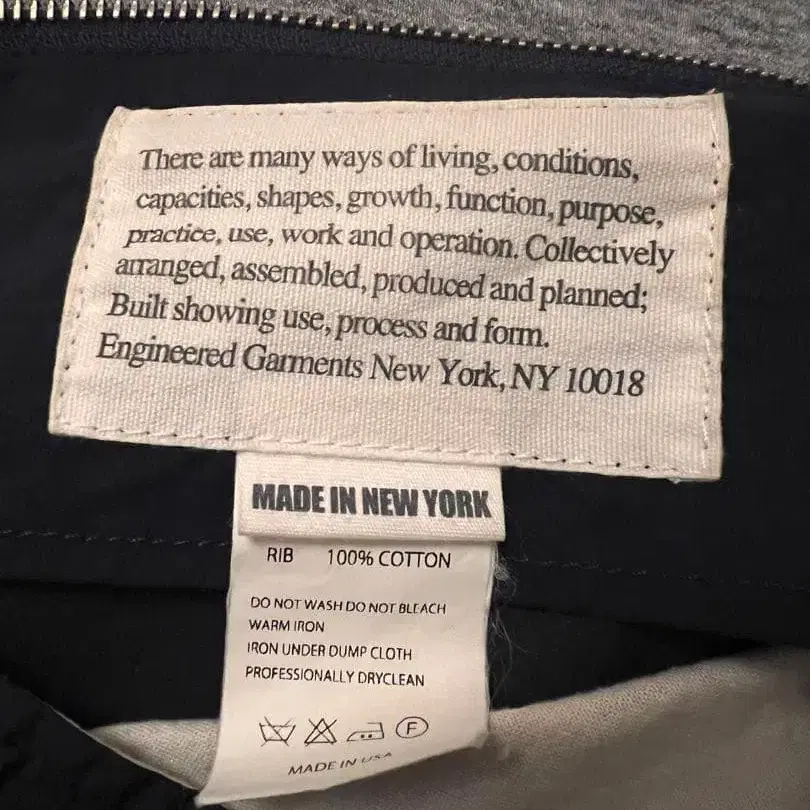 There are many ways of living, conditions,
capacities, shapes, growth, function, purpose,
practice, use, work and operation. Collectively
arranged, assembled, produced and planned;
Built showing use, process and form.
Engineered Garments New York, NY 10018
MADE IN NEW YORK
RIB 100% COTTON
DO NOT WASH DO NOT BLEACH
WARM IRON
IRON UNDER DUMP CLOTH
PROFESSIONALLY DRYCLEAN
F
MADE IN USA